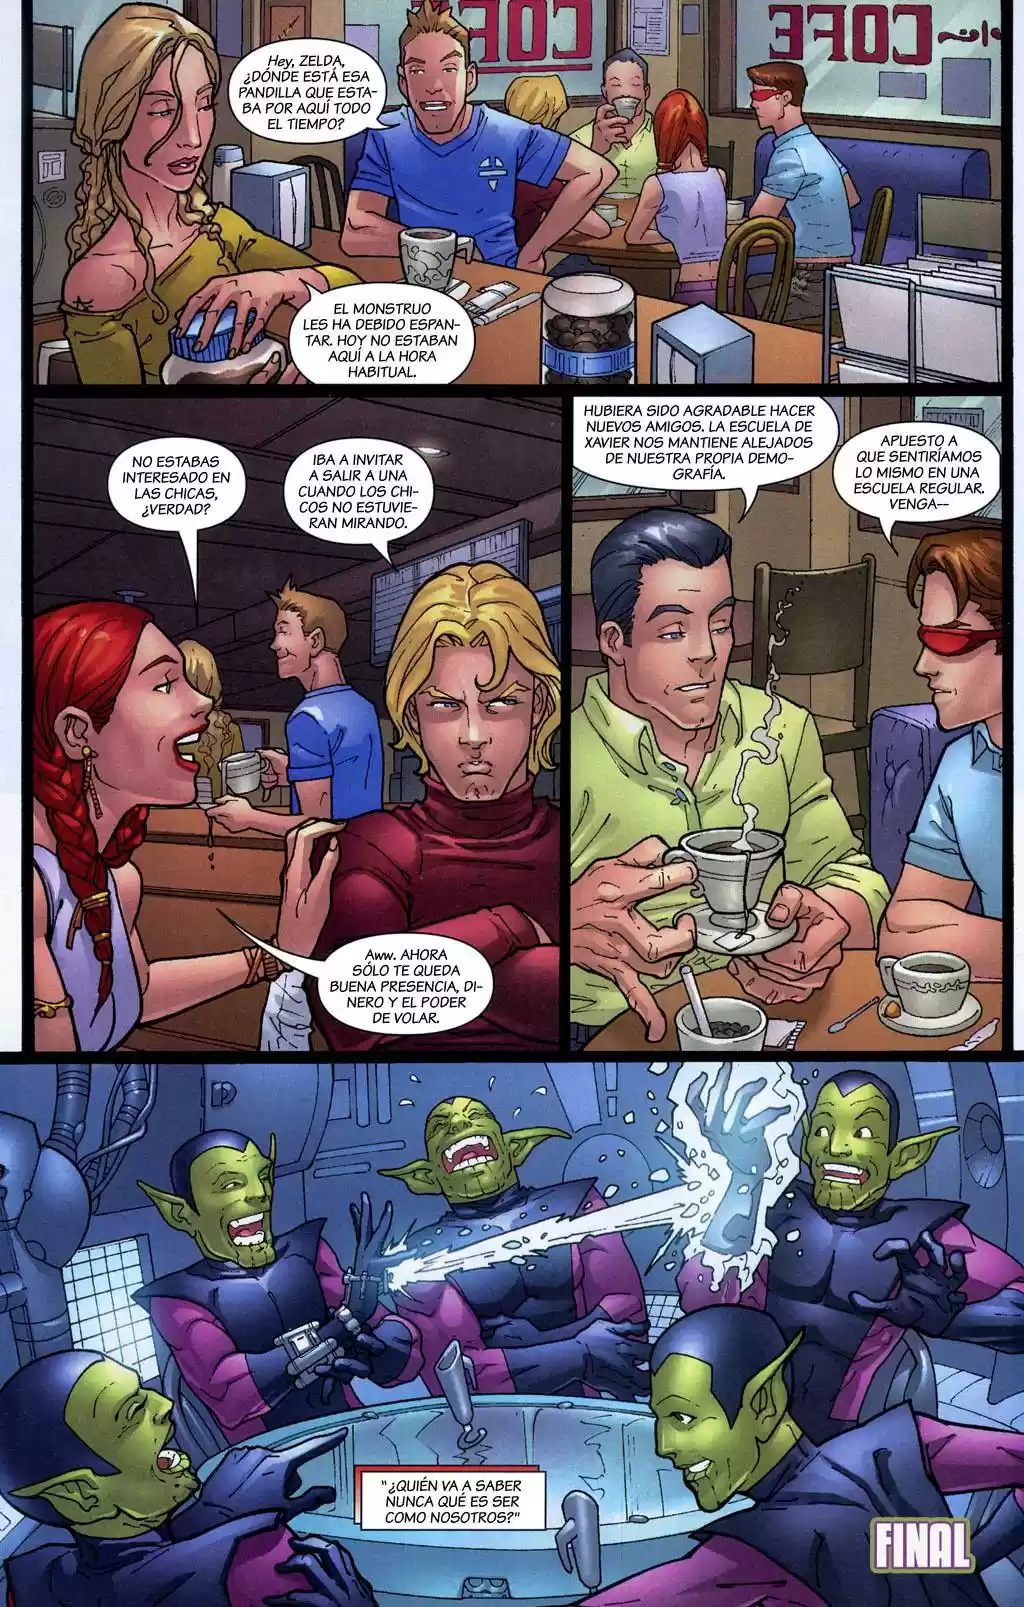 COFE
COFE
Hey, ZELDA,
¿DÓNDE ESTÁ ESA
PANDILLA QUE ESTA-
BA POR AQUÍ TODO
EL TIEMPO?
EL MONSTRUO
LES HA DEBIDO ESPAN-
TAR. HOY NO ESTABAN
AQUÍ A LA HORA
HABITUAL.
NO ESTABAS
INTERESADO EN
LAS CHICAS,
¿VERDAD?
IBA A INVITAR
A SALIR A UNA
CUANDO LOS CHI-
COS NO ESTUVIE-
RAN MIRANDO.
Aww. AHORA
SÓLO TE QUEDA
BUENA PRESENCIA, DI-
NERO Y EL PODER
DE VOLAR.
HUBIERA SIDO AGRADABLE HACER
NUEVOS AMIGOS. LA ESCUELA DE
XAVIER NOS MANTIENE ALEJADOS
DE NUESTRA PROPIA DEMO-
GRAFÍA.
APUESTO A
QUE SENTIRÍAMOS
LO MISMO EN UNA
ESCUELA REGULAR.
VENGA--
"¿QUIÉN VA A SABER
NUNCA QUÉ ES SER
COMO NOSOTROS?"
FINAL